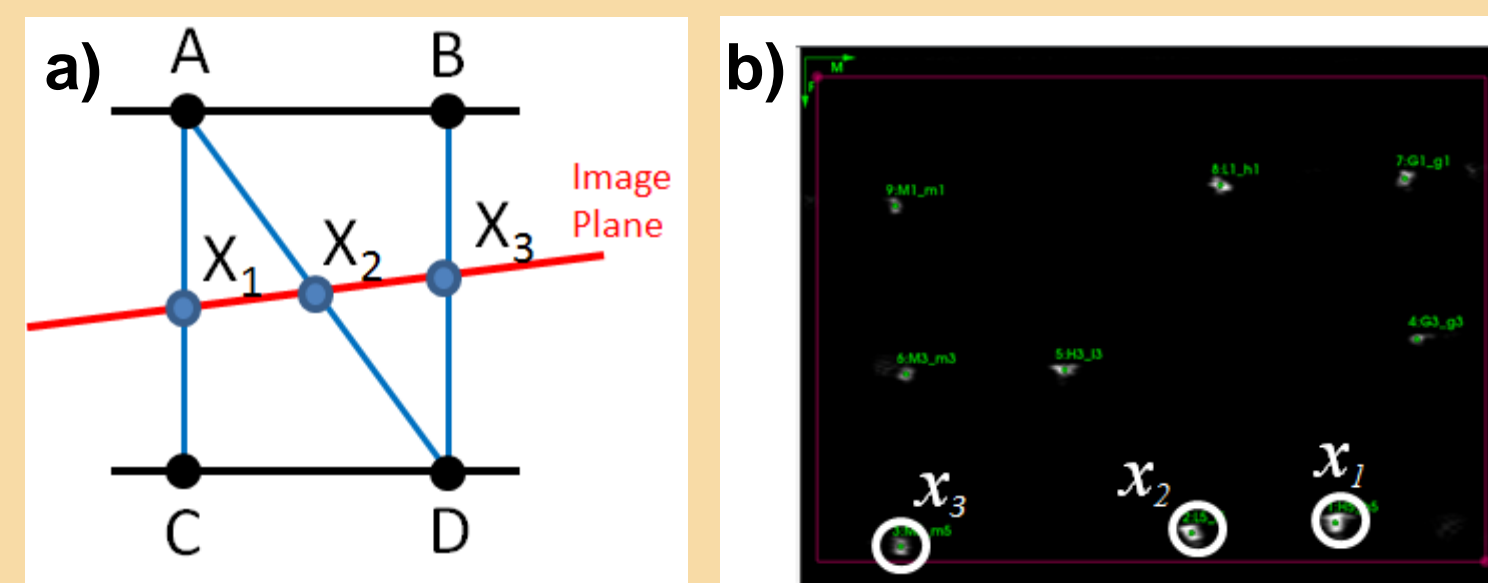 a)
A
B
Image
Plane
X1
X2
X3
C
D
b)
M
9:M1_m1
8:L1_h1
7:G1_g1
4:G3_g3
6:M3_m3
5:H3_l3
x3
x2
x1